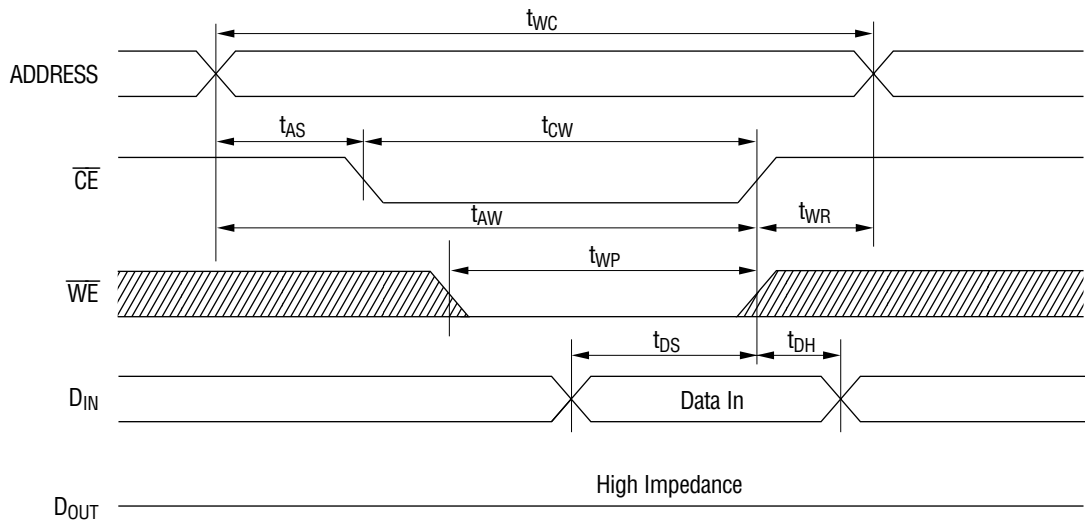 tWC
ADDRESS
tAS
tCW
CE
tAW
tWR
tWP
WE
tDS
tDH
DIN
Data In
High Impedance
DOUT